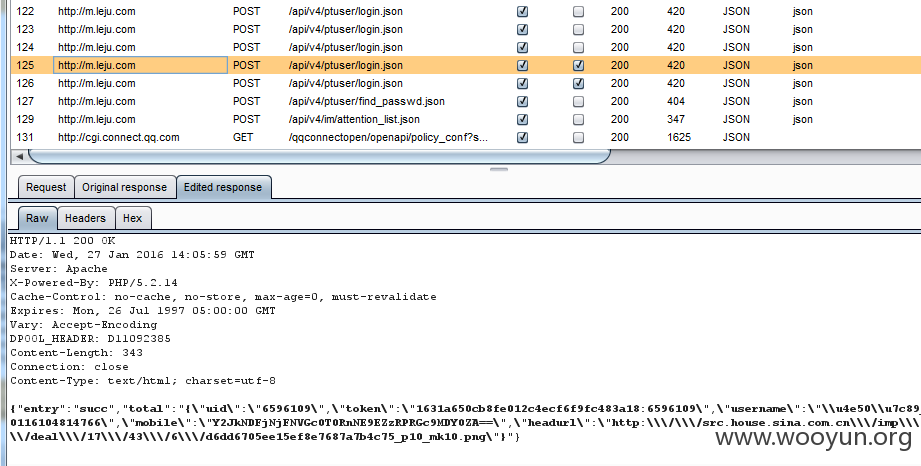 122 http://m.leju.com POST /api/v4/ptuser/login.json 200 420 JSON json
123 http://m.leju.com POST /api/v4/ptuser/login.json 200 420 JSON json
124 http://m.leju.com POST /api/v4/ptuser/login.json 200 420 JSON json
125 http://m.leju.com POST /api/v4/ptuser/login.json 200 420 JSON json
126 http://m.leju.com POST /api/v4/ptuser/login.json 200 420 JSON json
127 http://m.leju.com POST /api/v4/ptuser/find_passwd.json 200 404 JSON json
129 http://m.leju.com POST /api/v4/im/attention_list.json 200 347 JSON json
131 http://cgi.connect.qq.com GET /qqconnectopen/openapi/policy_conf?s... 200 1625 JSON
Request Original response Edited response
Raw Headers Hex
HTTP/1.1 200 OK
Date: Wed, 27 Jan 2016 14:05:59 GMT
Server: Apache
X-Powered-By: PHP/5.2.14
Cache-Control: no-cache, no-store, max-age=0, must-revalidate
Expires: Mon, 26 Jul 1997 05:00:00 GMT
Vary: Accept-Encoding
DPOOL_HEADER: D11092385
Content-Length: 343
Connection: close
Content-Type: text/html; charset=utf-8
{"entry":"succ","total":"{\"uid\":\"6596109\",\"token\":\"1631a650cb8fe012c4ecf6f9fc483a18:6596109\",\"username\":\"\\u4e50\\u7c89_
0116104814766\",\"mobile\":\"Y2JkNDFjNjFNVGc0T0RnNE9EZzRPRGc9MDY0ZA==\",\"headurl\":\"http:\\\/\\\/src.house.sina.com.cn\\\/imp\\\
\\/deal\\\/17\\\/43\\\/6\\\/d6dd6705ee15ef8e7687a7b4c75_p10_mk10.png\"}"}
www.wooyun.org